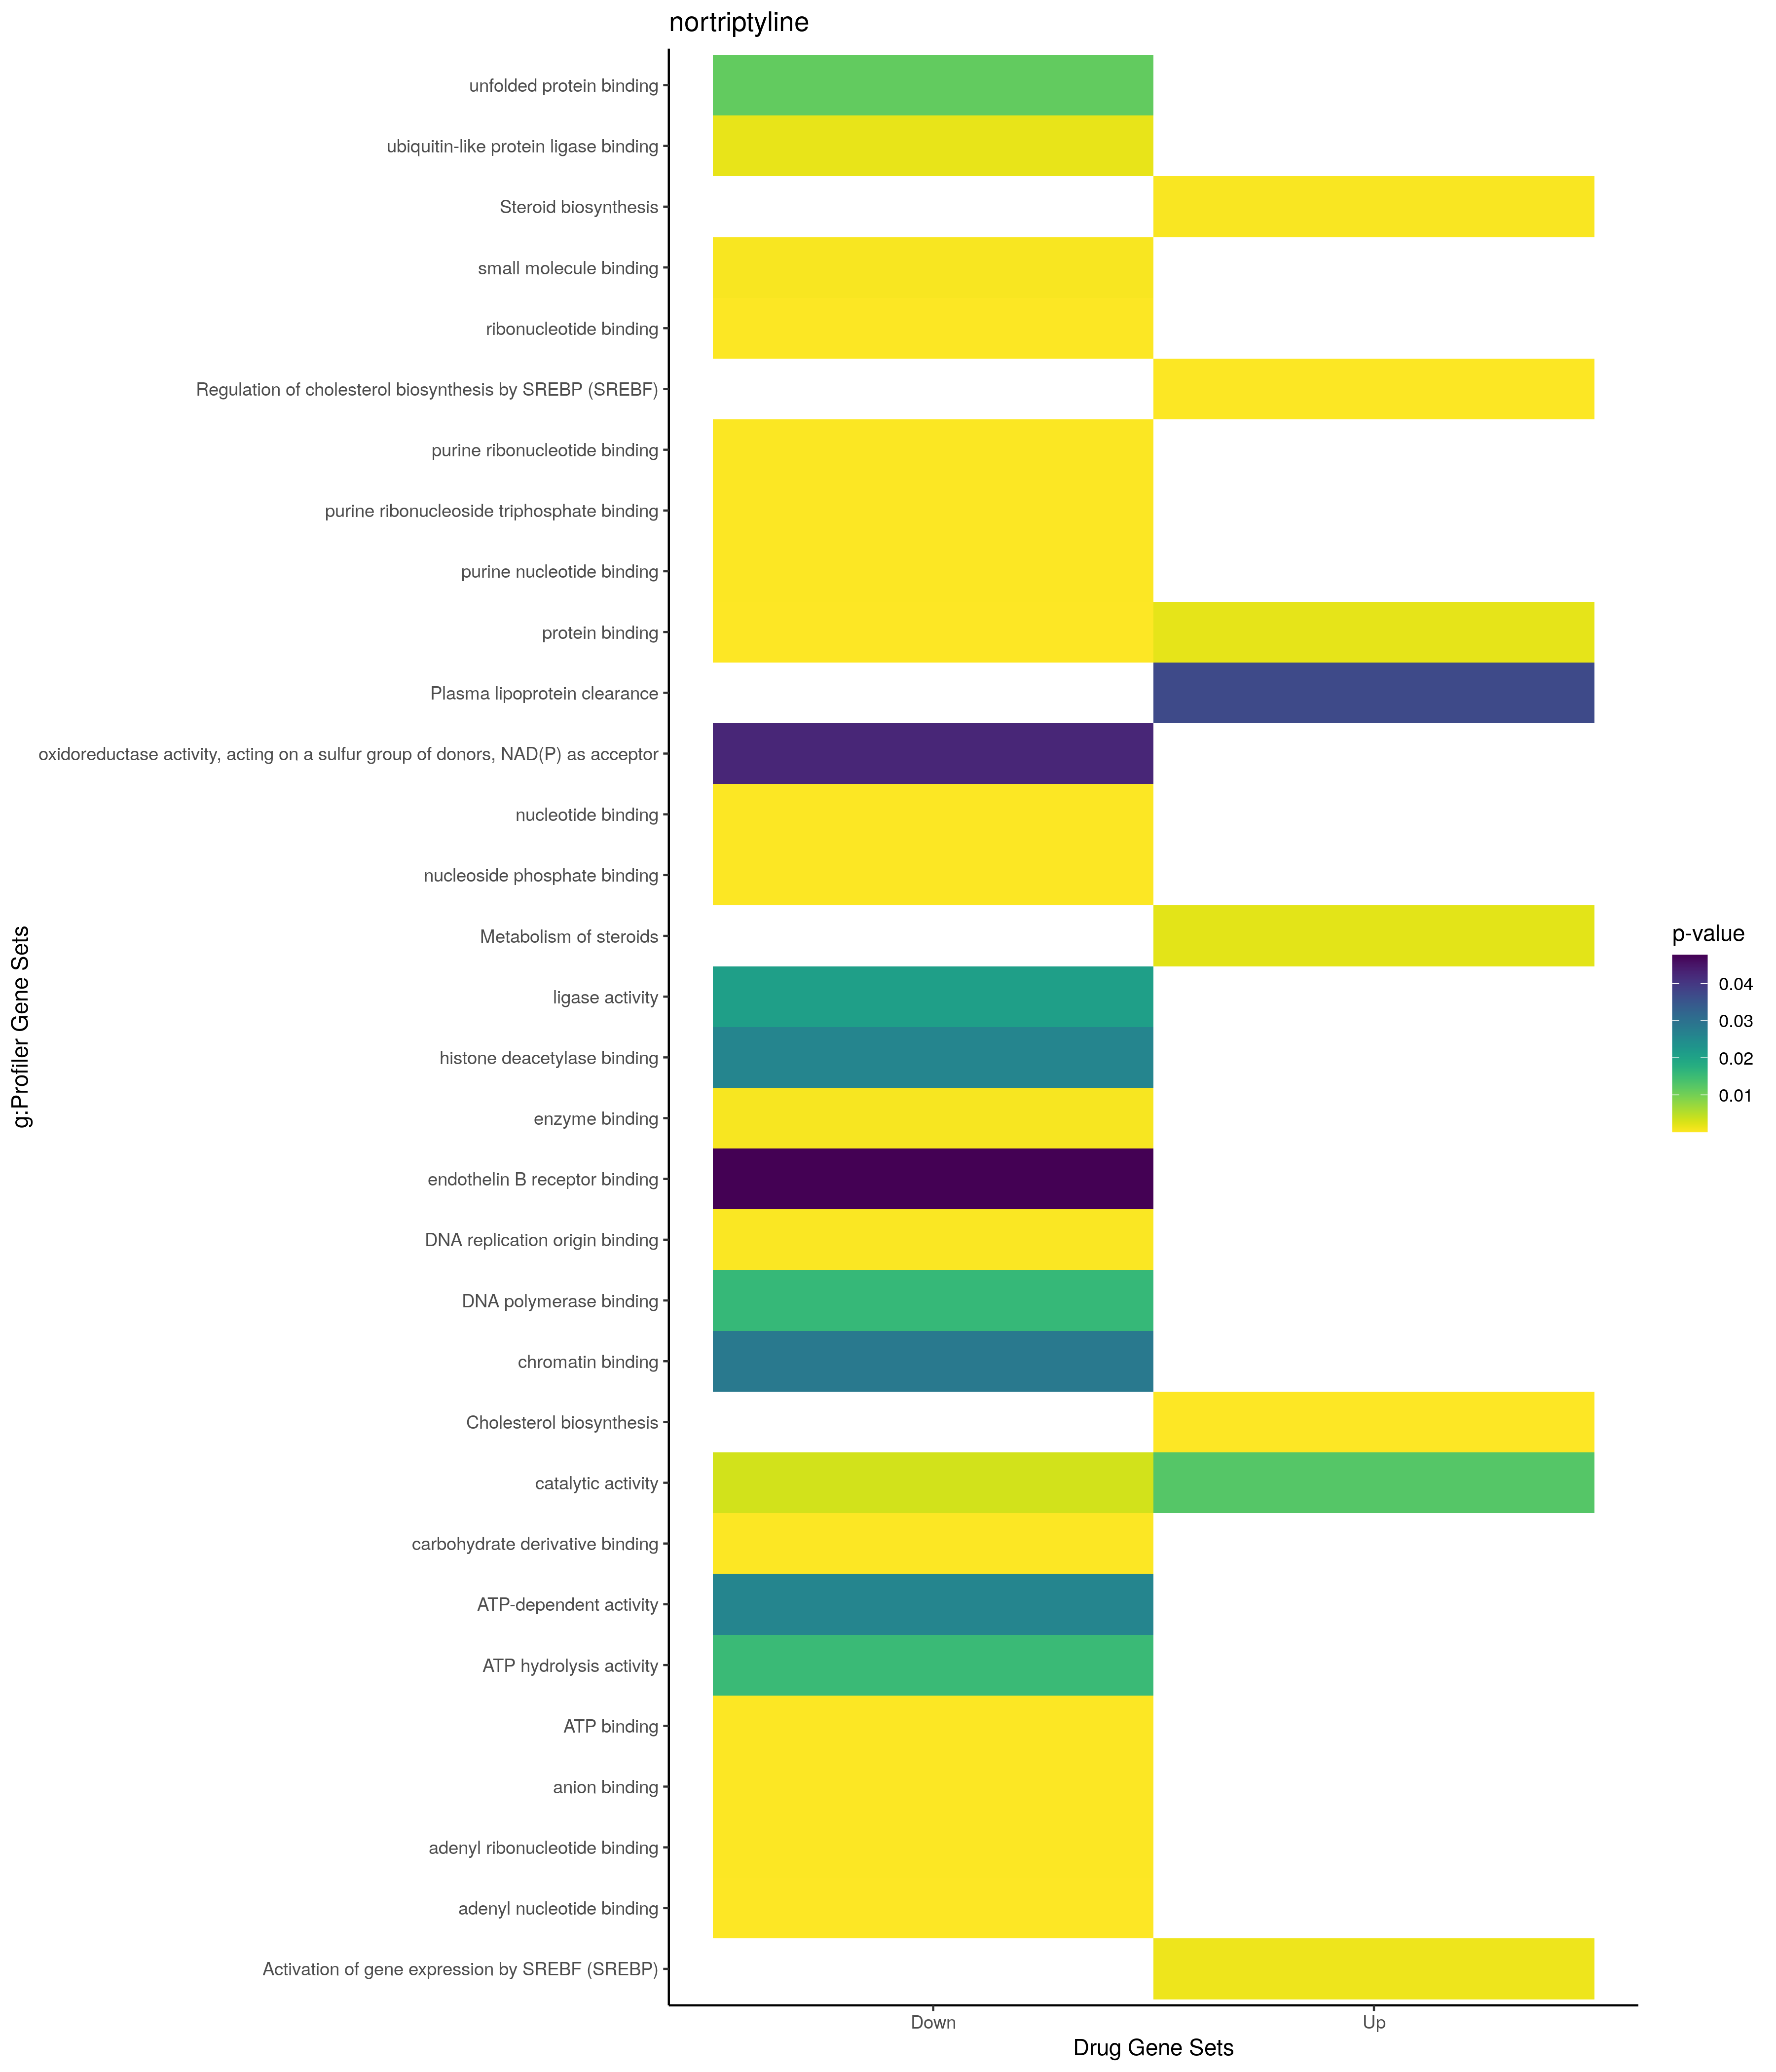 nortriptyline
unfolded protein binding
ubiquitin-like protein ligase binding
Steroid biosynthesis
small molecule binding
ribonucleotide binding
Regulation of cholesterol biosynthesis by SREBP (SREBF)
purine ribonucleotide binding
purine ribonucleoside triphosphate binding
purine nucleotide binding
protein binding
Plasma lipoprotein clearance
oxidoreductase activity, acting on a sulfur group of donors, NAD(P) as acceptor
nucleotide binding
nucleoside phosphate binding
Metabolism of steroids
ligase activity
histone deacetylase binding
enzyme binding
endothelin B receptor binding
DNA replication origin binding
DNA polymerase binding
chromatin binding
Cholesterol biosynthesis
catalytic activity
carbohydrate derivative binding
ATP-dependent activity
ATP hydrolysis activity
ATP binding
anion binding
adenyl ribonucleotide binding
adenyl nucleotide binding
Activation of gene expression by SREBF (SREBP)
g:Profiler Gene Sets
Down
Up
Drug Gene Sets
p-value
0.04
0.03
0.02
0.01